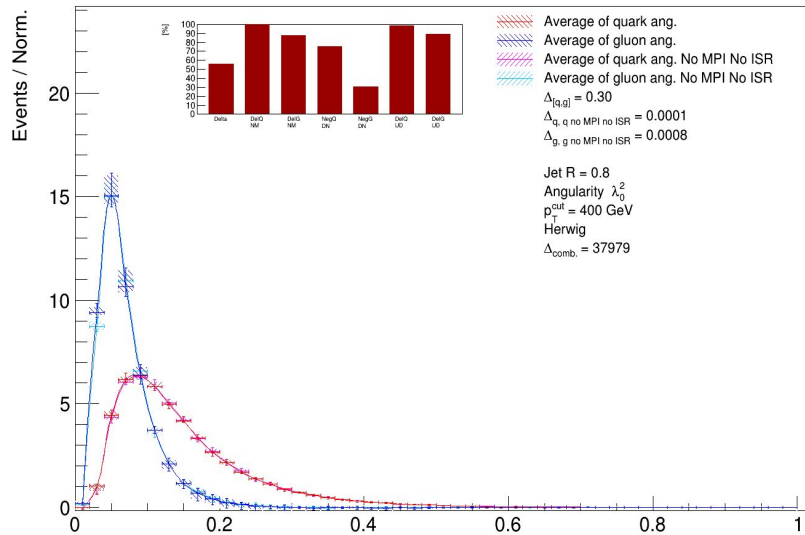 Events / Norm.
20
15
10
5
0
0
0.2
0.4
0.6
0.8
1
[%]
100
90
80
70
60
50
40
30
20
10
0
Delta
DelQ NM
DelG NM
NegQ DN
NegG DN
DelQ UD
DelG UD
Average of quark ang.
Average of gluon ang.
Average of quark ang. No MPI No ISR
Average of gluon ang. No MPI No ISR
Δ[q,g] = 0.30
Δq, q no MPI no ISR = 0.0001
Δg, g no MPI no ISR = 0.0008
Jet R = 0.8
Angularity λ₀²
pTcut = 400 GeV
Herwig
Δcomb. = 37979